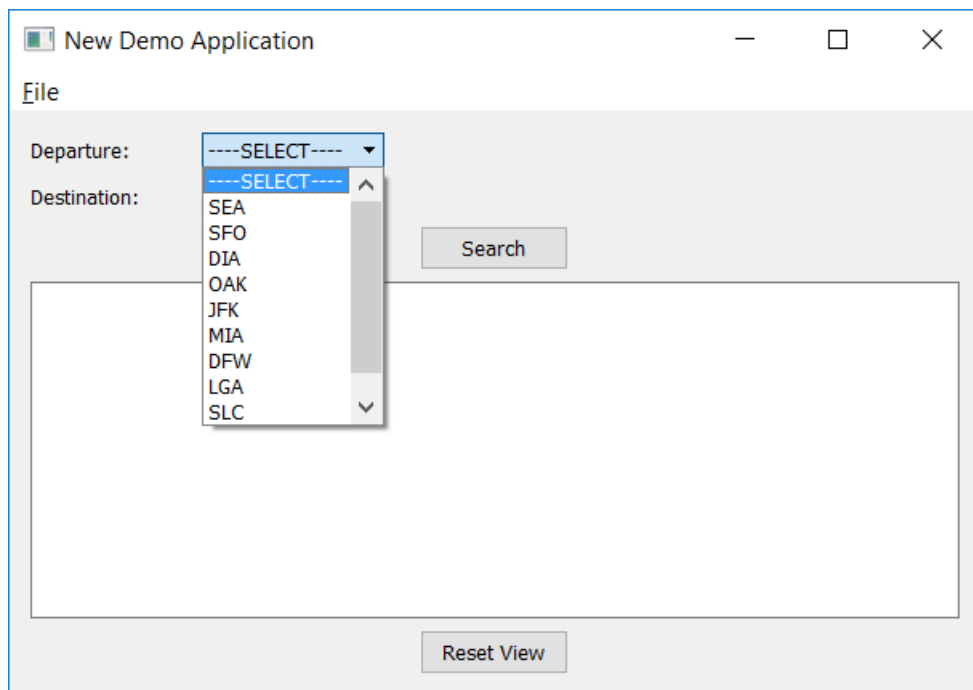 New Demo Application
File
Departure: ----SELECT----
----SELECT----
Destination:
SEA
SFO
Search
DIA
OAK
JFK
MIA
DFW
LGA
SLC
Reset View